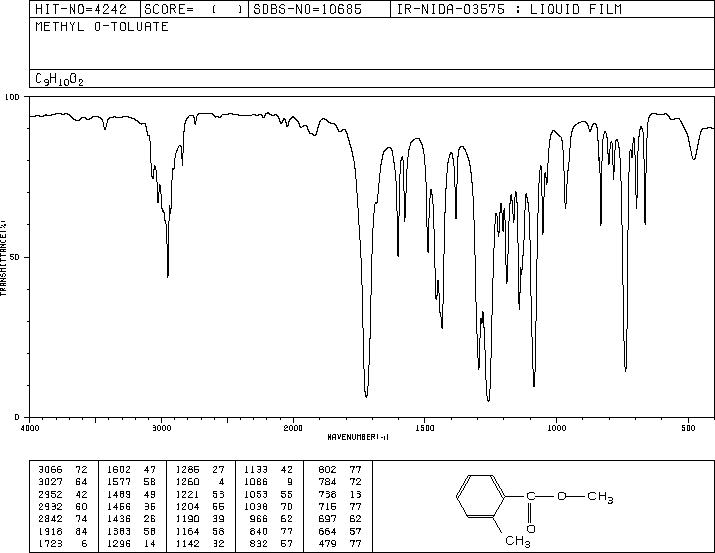 HIT-NO=4242 SCORE= ( ) SDBS-NO=10685 IR-NIDA-03575 : LIQUID FILM
METHYL O-TOLUATE
C9H10O2
100
50
0
TRANSMITTANCE(%)
4000 3000 2000 1500 1000 500
WAVENUMBER(-1)
3066 72 1602 47 1286 27 1133 42 802 77
3027 64 1577 58 1260 4 1086 9 784 72
2952 42 1489 49 1221 53 1053 55 738 13
2932 60 1456 36 1204 55 1038 70 716 77
2842 74 1436 26 1190 39 966 62 697 62
1918 84 1383 58 1164 58 840 77 664 57
1723 6 1296 14 1142 32 832 57 479 77
C O CH3
O
CH3